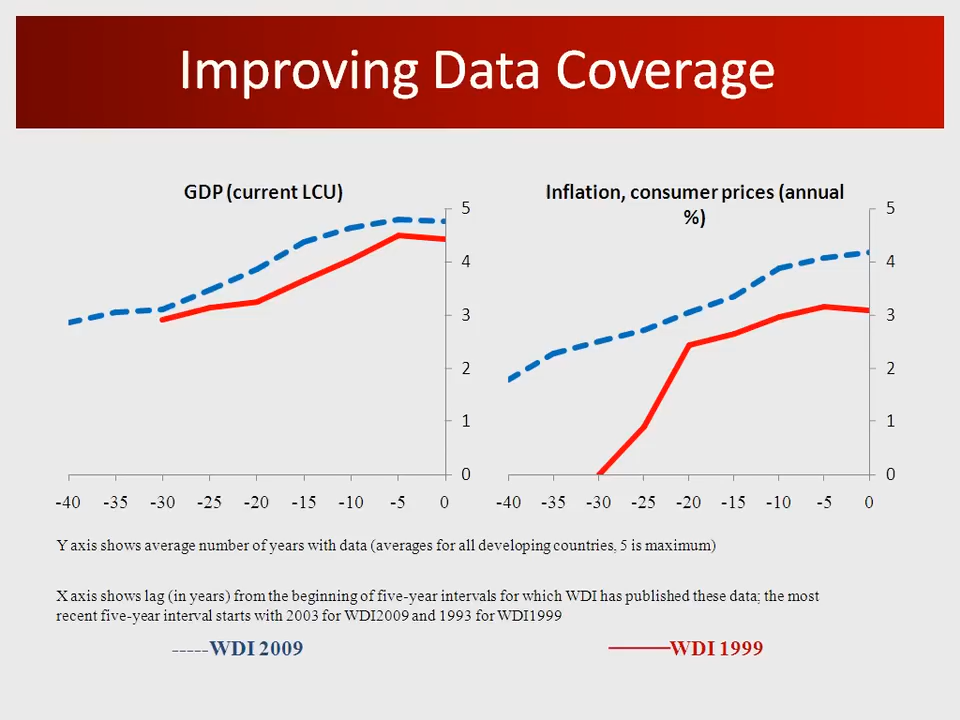 Improving Data Coverage
GDP (current LCU)
5
4
3
2
1
0
-40 -35 -30 -25 -20 -15 -10 -5 0
Inflation, consumer prices (annual
%)
5
4
3
2
1
0
-40 -35 -30 -25 -20 -15 -10 -5 0
Y axis shows average number of years with data (averages for all developing countries, 5 is maximum)
X axis shows lag (in years) from the beginning of five-year intervals for which WDI has published these data; the most
recent five-year interval starts with 2003 for WDI2009 and 1993 for WDI1999
-----WDI 2009
WDI 1999